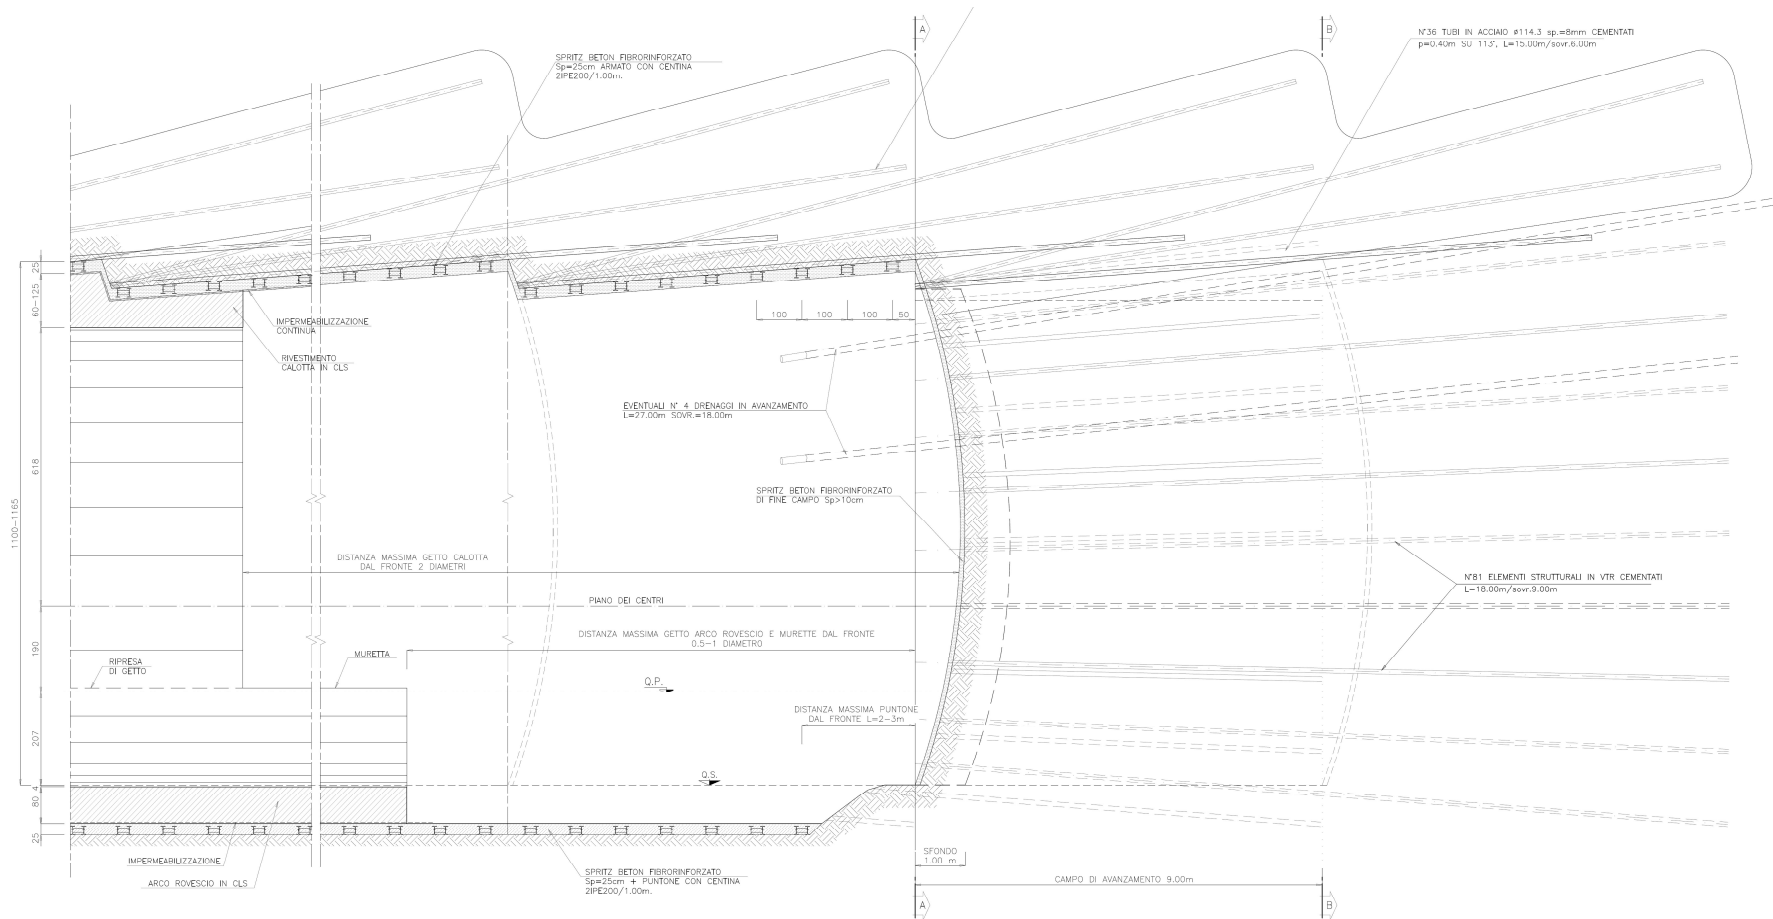 A
B
N°36 TUBI IN ACCIAIO ø114.3 sp.=8mm CEMENTATI
p=0.40m SU 113°, L=15.00m/sovr.6.00m
SPRITZ BETON FIBRORINFORZATO
Sp=25cm ARMATO CON CENTINA
2IPE200/1.00m.
25
60-125
618
1100-1165
190
207
4
80
25
100
100
100
50
IMPERMEABILIZZAZIONE
CONTINUA
RIVESTIMENTO
CALOTTA IN CLS
EVENTUALI N° 4 DRENAGGI IN AVANZAMENTO
L=27.00m SOVR.=18.00m
SPRITZ BETON FIBRORINFORZATO
DI FINE CAMPO Sp>10cm
DISTANZA MASSIMA GETTO CALOTTA
DAL FRONTE 2 DIAMETRI
N°81 ELEMENTI STRUTTURALI IN VTR CEMENTATI
L=18.00m/sovr.9.00m
PIANO DEI CENTRI
DISTANZA MASSIMA GETTO ARCO ROVESCIO E MURETTE DAL FRONTE
0.5-1 DIAMETRO
RIPRESA
DI GETTO
MURETTA
Q.P.
DISTANZA MASSIMA PUNTONE
DAL FRONTE L=2-3m
Q.S.
IMPERMEABILIZZAZIONE
ARCO ROVESCIO IN CLS
SPRITZ BETON FIBRORINFORZATO
Sp=25cm + PUNTONE CON CENTINA
2IPE200/1.00m.
SFONDO
1.00 m
CAMPO DI AVANZAMENTO 9.00m
A
B